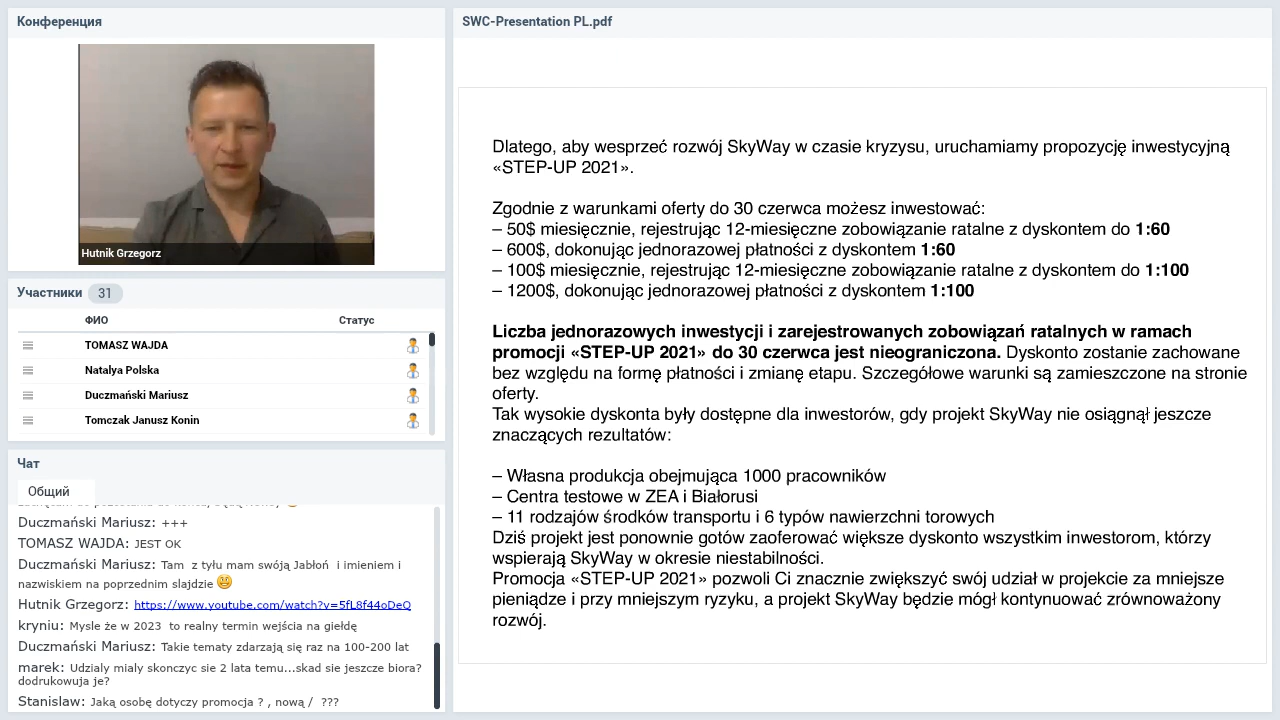 Конференция
Hutnik Grzegorz
Участники 31
ФИО Статус
TOMASZ WAJDA
Natalya Polska
Duczmański Mariusz
Tomczak Janusz Konin
Чат
Общий
Duczmański Mariusz: +++
TOMASZ WAJDA: JEST OK
Duczmański Mariusz: Tam z tyłu mam swóją Jabłoń i imieniem i
nazwiskiem na poprzednim slajdzie
Hutnik Grzegorz: https://www.youtube.com/watch?v=5fL8f44oDeQ
kryniu: Mysle że w 2023 to realny termin wejścia na giełdę
Duczmański Mariusz: Takie tematy zdarzają się raz na 100-200 lat
marek: Udzialy mialy skonczyc sie 2 lata temu...skad sie jeszcze biora?
dodrukowuja je?
Stanislaw: Jaką osobę dotyczy promocja ? , nową / ???
SWC-Presentation PL.pdf
Dlatego, aby wesprzeć rozwój SkyWay w czasie kryzysu, uruchamiamy propozycję inwestycyjną
«STEP-UP 2021».
Zgodnie z warunkami oferty do 30 czerwca możesz inwestować:
– 50$ miesięcznie, rejestrując 12-miesięczne zobowiązanie ratalne z dyskontem do 1:60
– 600$, dokonując jednorazowej płatności z dyskontem 1:60
– 100$ miesięcznie, rejestrując 12-miesięczne zobowiązanie ratalne z dyskontem do 1:100
– 1200$, dokonując jednorazowej płatności z dyskontem 1:100
Liczba jednorazowych inwestycji i zarejestrowanych zobowiązań ratalnych w ramach
promocji «STEP-UP 2021» do 30 czerwca jest nieograniczona. Dyskonto zostanie zachowane
bez względu na formę płatności i zmianę etapu. Szczegółowe warunki są zamieszczone na stronie
oferty.
Tak wysokie dyskonta były dostępne dla inwestorów, gdy projekt SkyWay nie osiągnął jeszcze
znaczących rezultatów:
– Własna produkcja obejmująca 1000 pracowników
– Centra testowe w ZEA i Białorusi
– 11 rodzajów środków transportu i 6 typów nawierzchni torowych
Dziś projekt jest ponownie gotów zaoferować większe dyskonto wszystkim inwestorom, którzy
wspierają SkyWay w okresie niestabilności.
Promocja «STEP-UP 2021» pozwoli Ci znacznie zwiększyć swój udział w projekcie za mniejsze
pieniądze i przy mniejszym ryzyku, a projekt SkyWay będzie mógł kontynuować zrównoważony
rozwój.